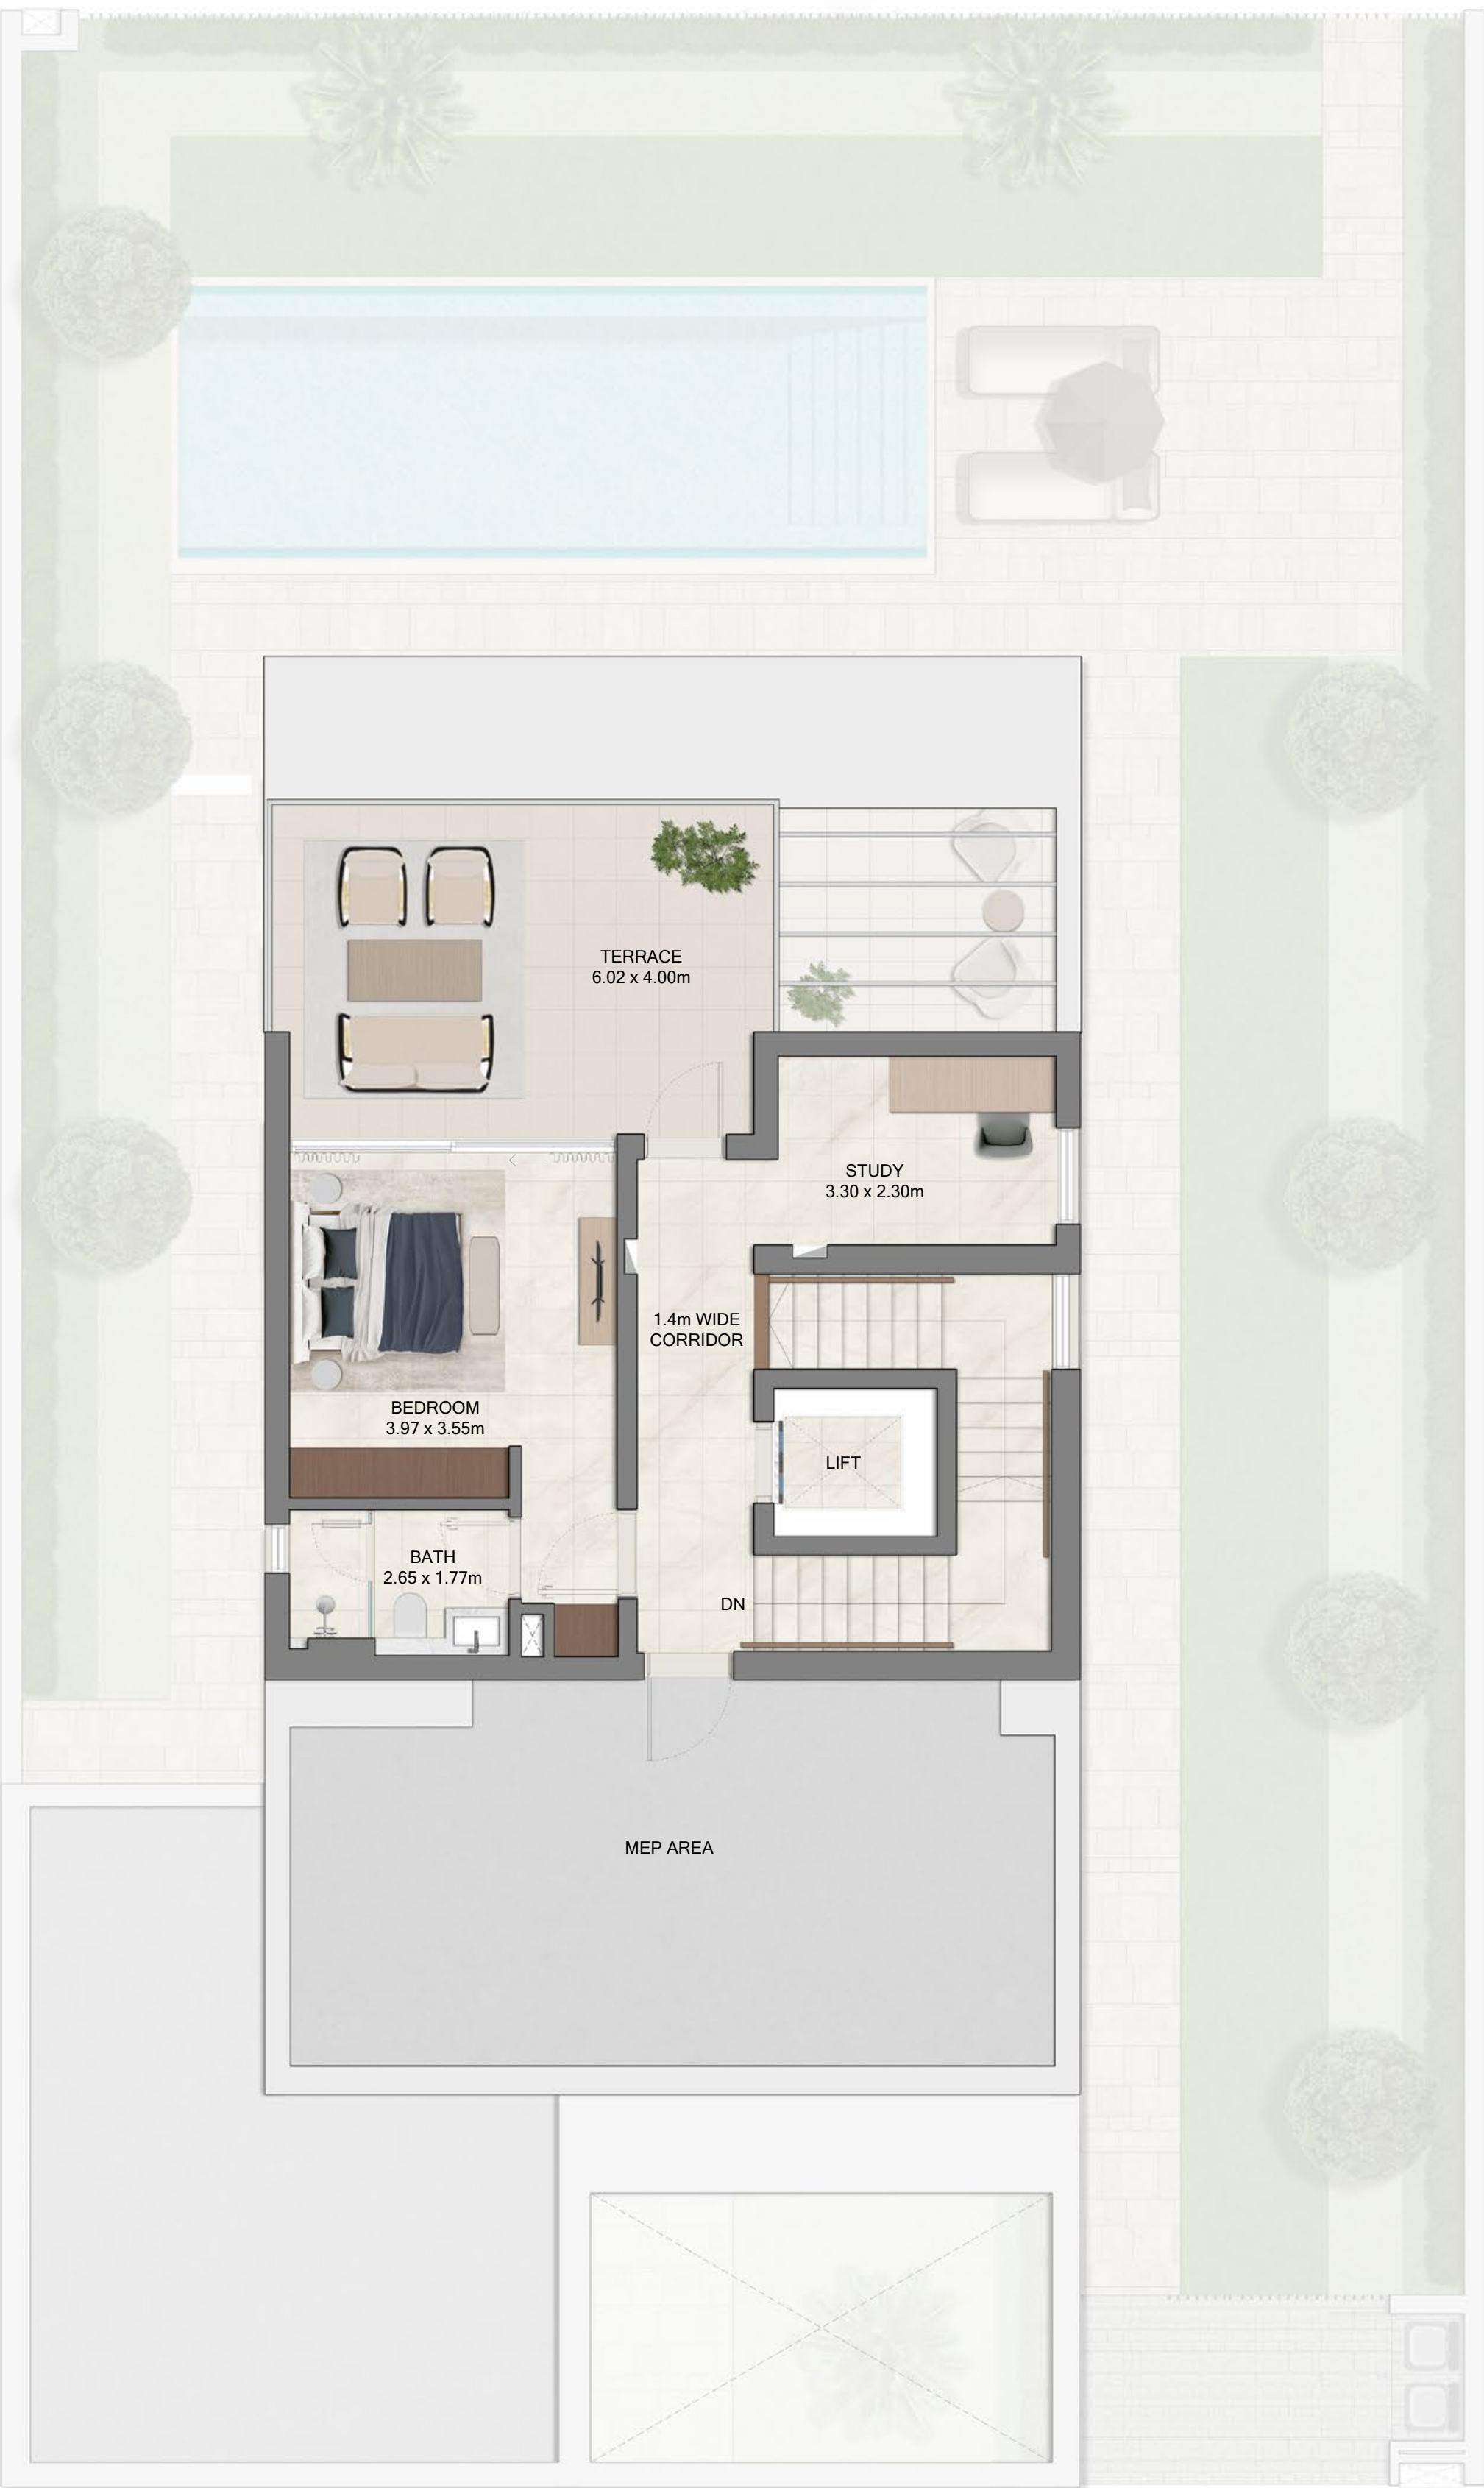 TERRACE
6.02 x 4.00m
STUDY
3.30 x 2.30m
1.4m WIDE
CORRIDOR
BEDROOM
3.97 x 3.55m
LIFT
BATH
2.65 x 1.77m
DN
MEP AREA